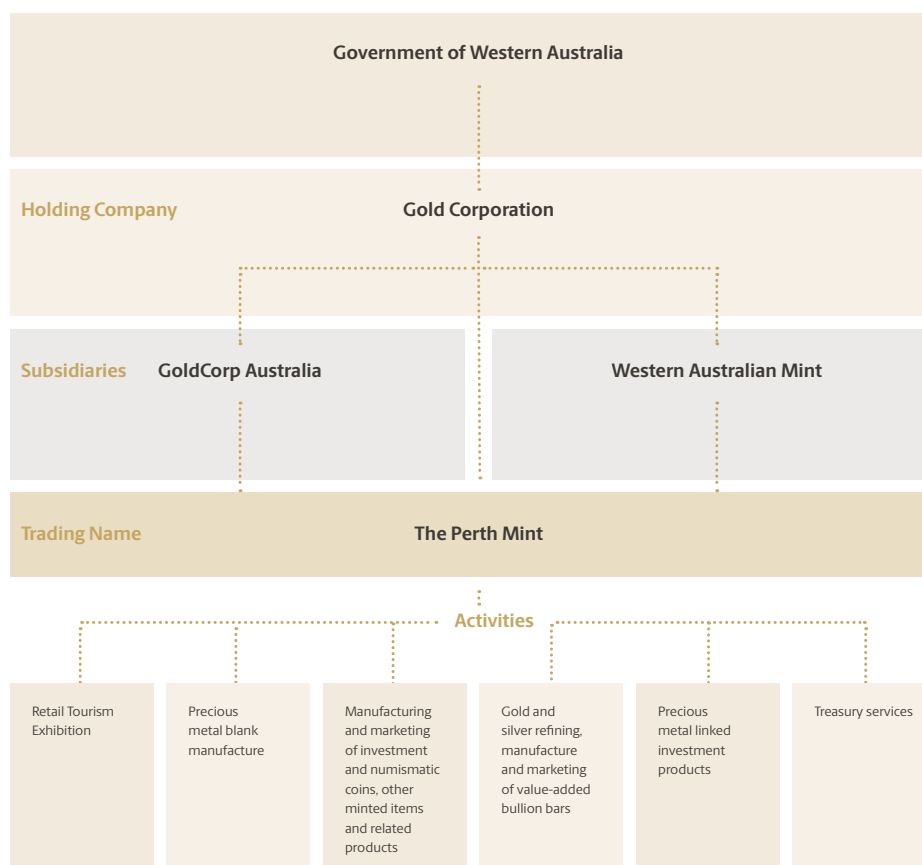 Government of Western Australia
Holding Company
Gold Corporation
Subsidiaries
GoldCorp Australia
Western Australian Mint
Trading Name
The Perth Mint
Activities
Retail Tourism
Exhibition
Precious
metal blank
manufacture
Manufacturing
and marketing
of investment
and numismatic
coins, other
minted items
and related
products
Gold and
silver refining,
manufacture
and marketing
of value-added
bullion bars
Precious
metal linked
investment
products
Treasury services